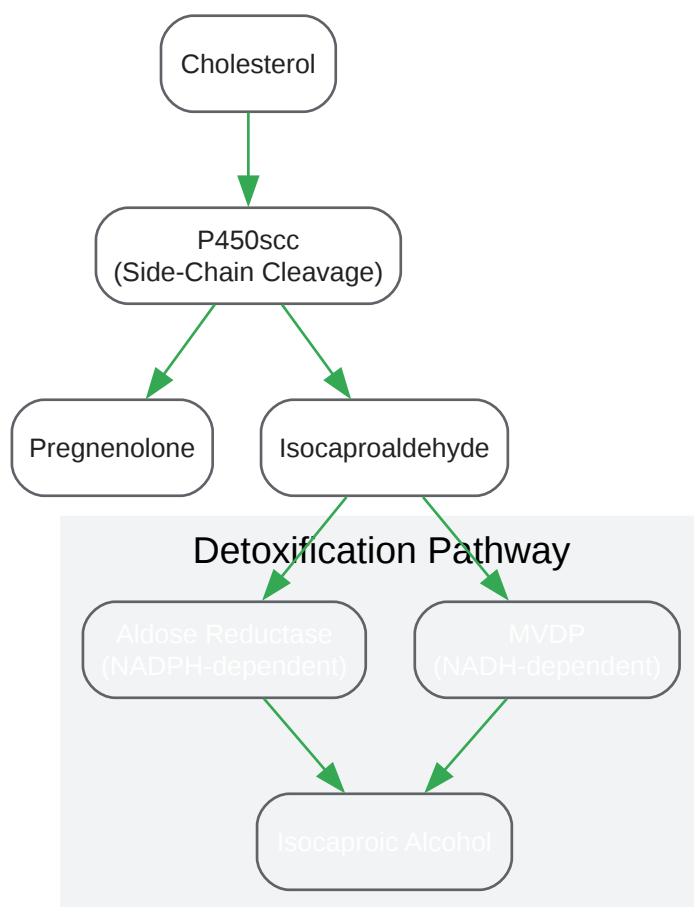 Cholesterol
P450scc
(Side-Chain Cleavage)
Pregnenolone
Isocaproaldehyde
Detoxification Pathway
Aldose Reductase
(NADPH-dependent)
MVDP
(NADH-dependent)
Isocaproic Alcohol